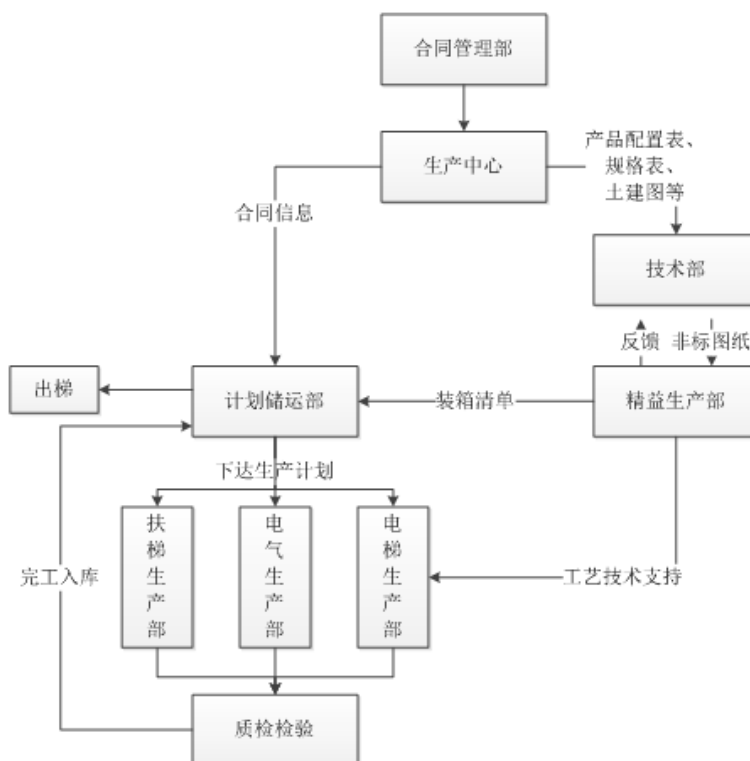 合同管理部
生产中心
产品配置表、
规格表、
土建图等
合同信息
技术部
反馈
非标图纸
出梯
计划储运部
装箱清单
精益生产部
下达生产计划
扶梯生产部
电气生产部
电梯生产部
完工入库
工艺技术支持
质检检验